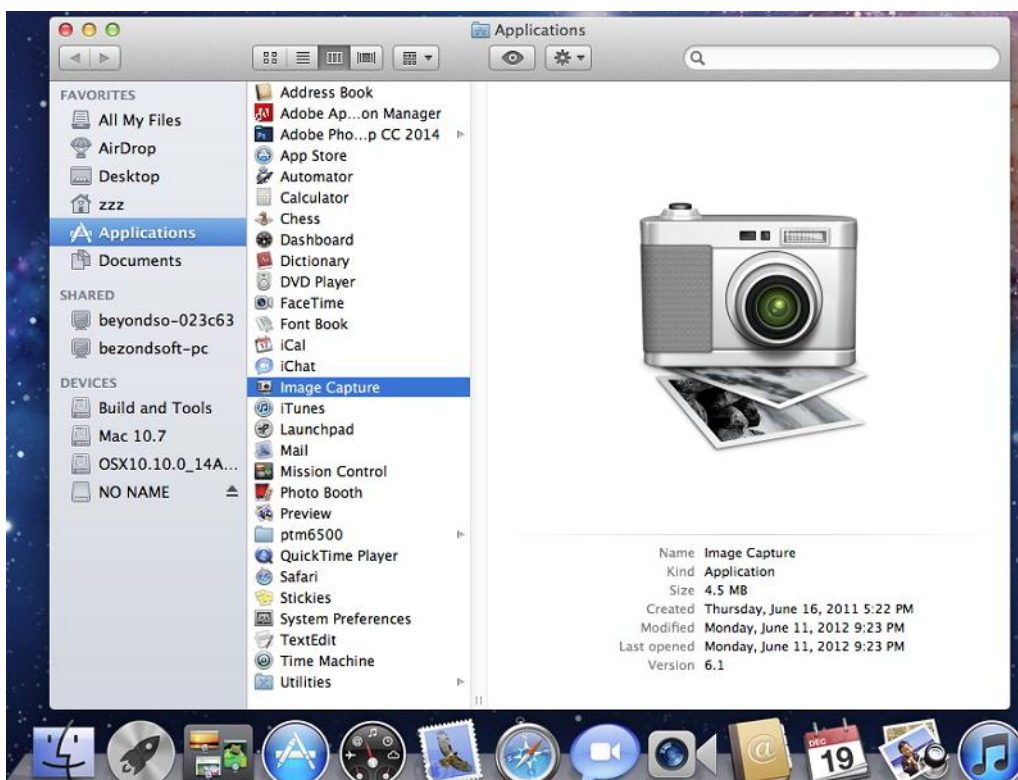 Applications
FAVORITES
All My Files
AirDrop
Desktop
zzz
Applications
Documents
SHARED
beyondso-023c63
bezondsoft-pc
DEVICES
Build and Tools
Mac 10.7
OSX10.10.0_14A...
NO NAME
Address Book
Adobe Ap...on Manager
Adobe Pho...p CC 2014
App Store
Automator
Calculator
Chess
Dashboard
Dictionary
DVD Player
FaceTime
Font Book
iCal
iChat
Image Capture
iTunes
Launchpad
Mail
Mission Control
Photo Booth
Preview
ptm6500
QuickTime Player
Safari
Stickies
System Preferences
TextEdit
Time Machine
Utilities
Name Image Capture
Kind Application
Size 4.5 MB
Created Thursday, June 16, 2011 5:22 PM
Modified Monday, June 11, 2012 9:23 PM
Last opened Monday, June 11, 2012 9:23 PM
Version 6.1
DEC
19